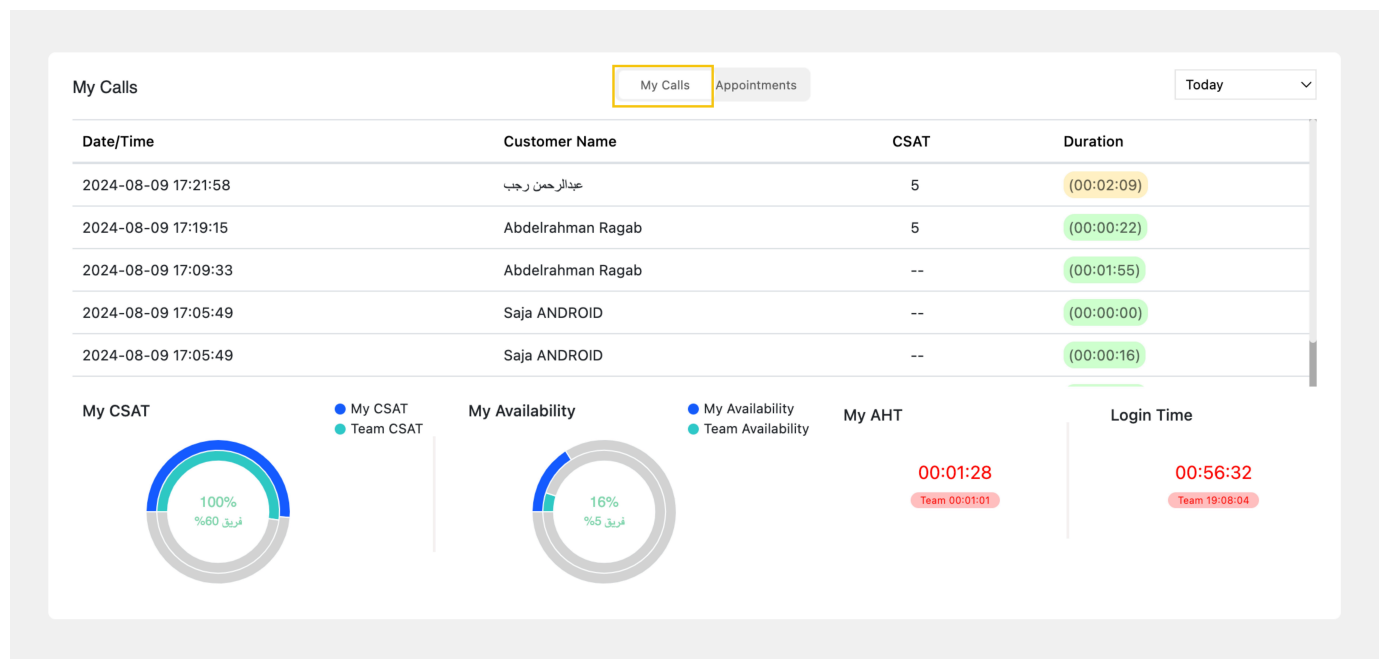 My Calls
My Calls
Appointments
Today
Date/Time Customer Name CSAT Duration
2024-08-09 17:21:58 عبدالرحمن رجب 5 (00:02:09)
2024-08-09 17:19:15 Abdelrahman Ragab 5 (00:00:22)
2024-08-09 17:09:33 Abdelrahman Ragab -- (00:01:55)
2024-08-09 17:05:49 Saja ANDROID -- (00:00:00)
2024-08-09 17:05:49 Saja ANDROID -- (00:00:16)
My CSAT
My CSAT
Team CSAT
100%
فريق 60%
My Availability
My Availability
Team Availability
16%
فريق 5%
My AHT
00:01:28
Team 00:01:01
Login Time
00:56:32
Team 19:08:04